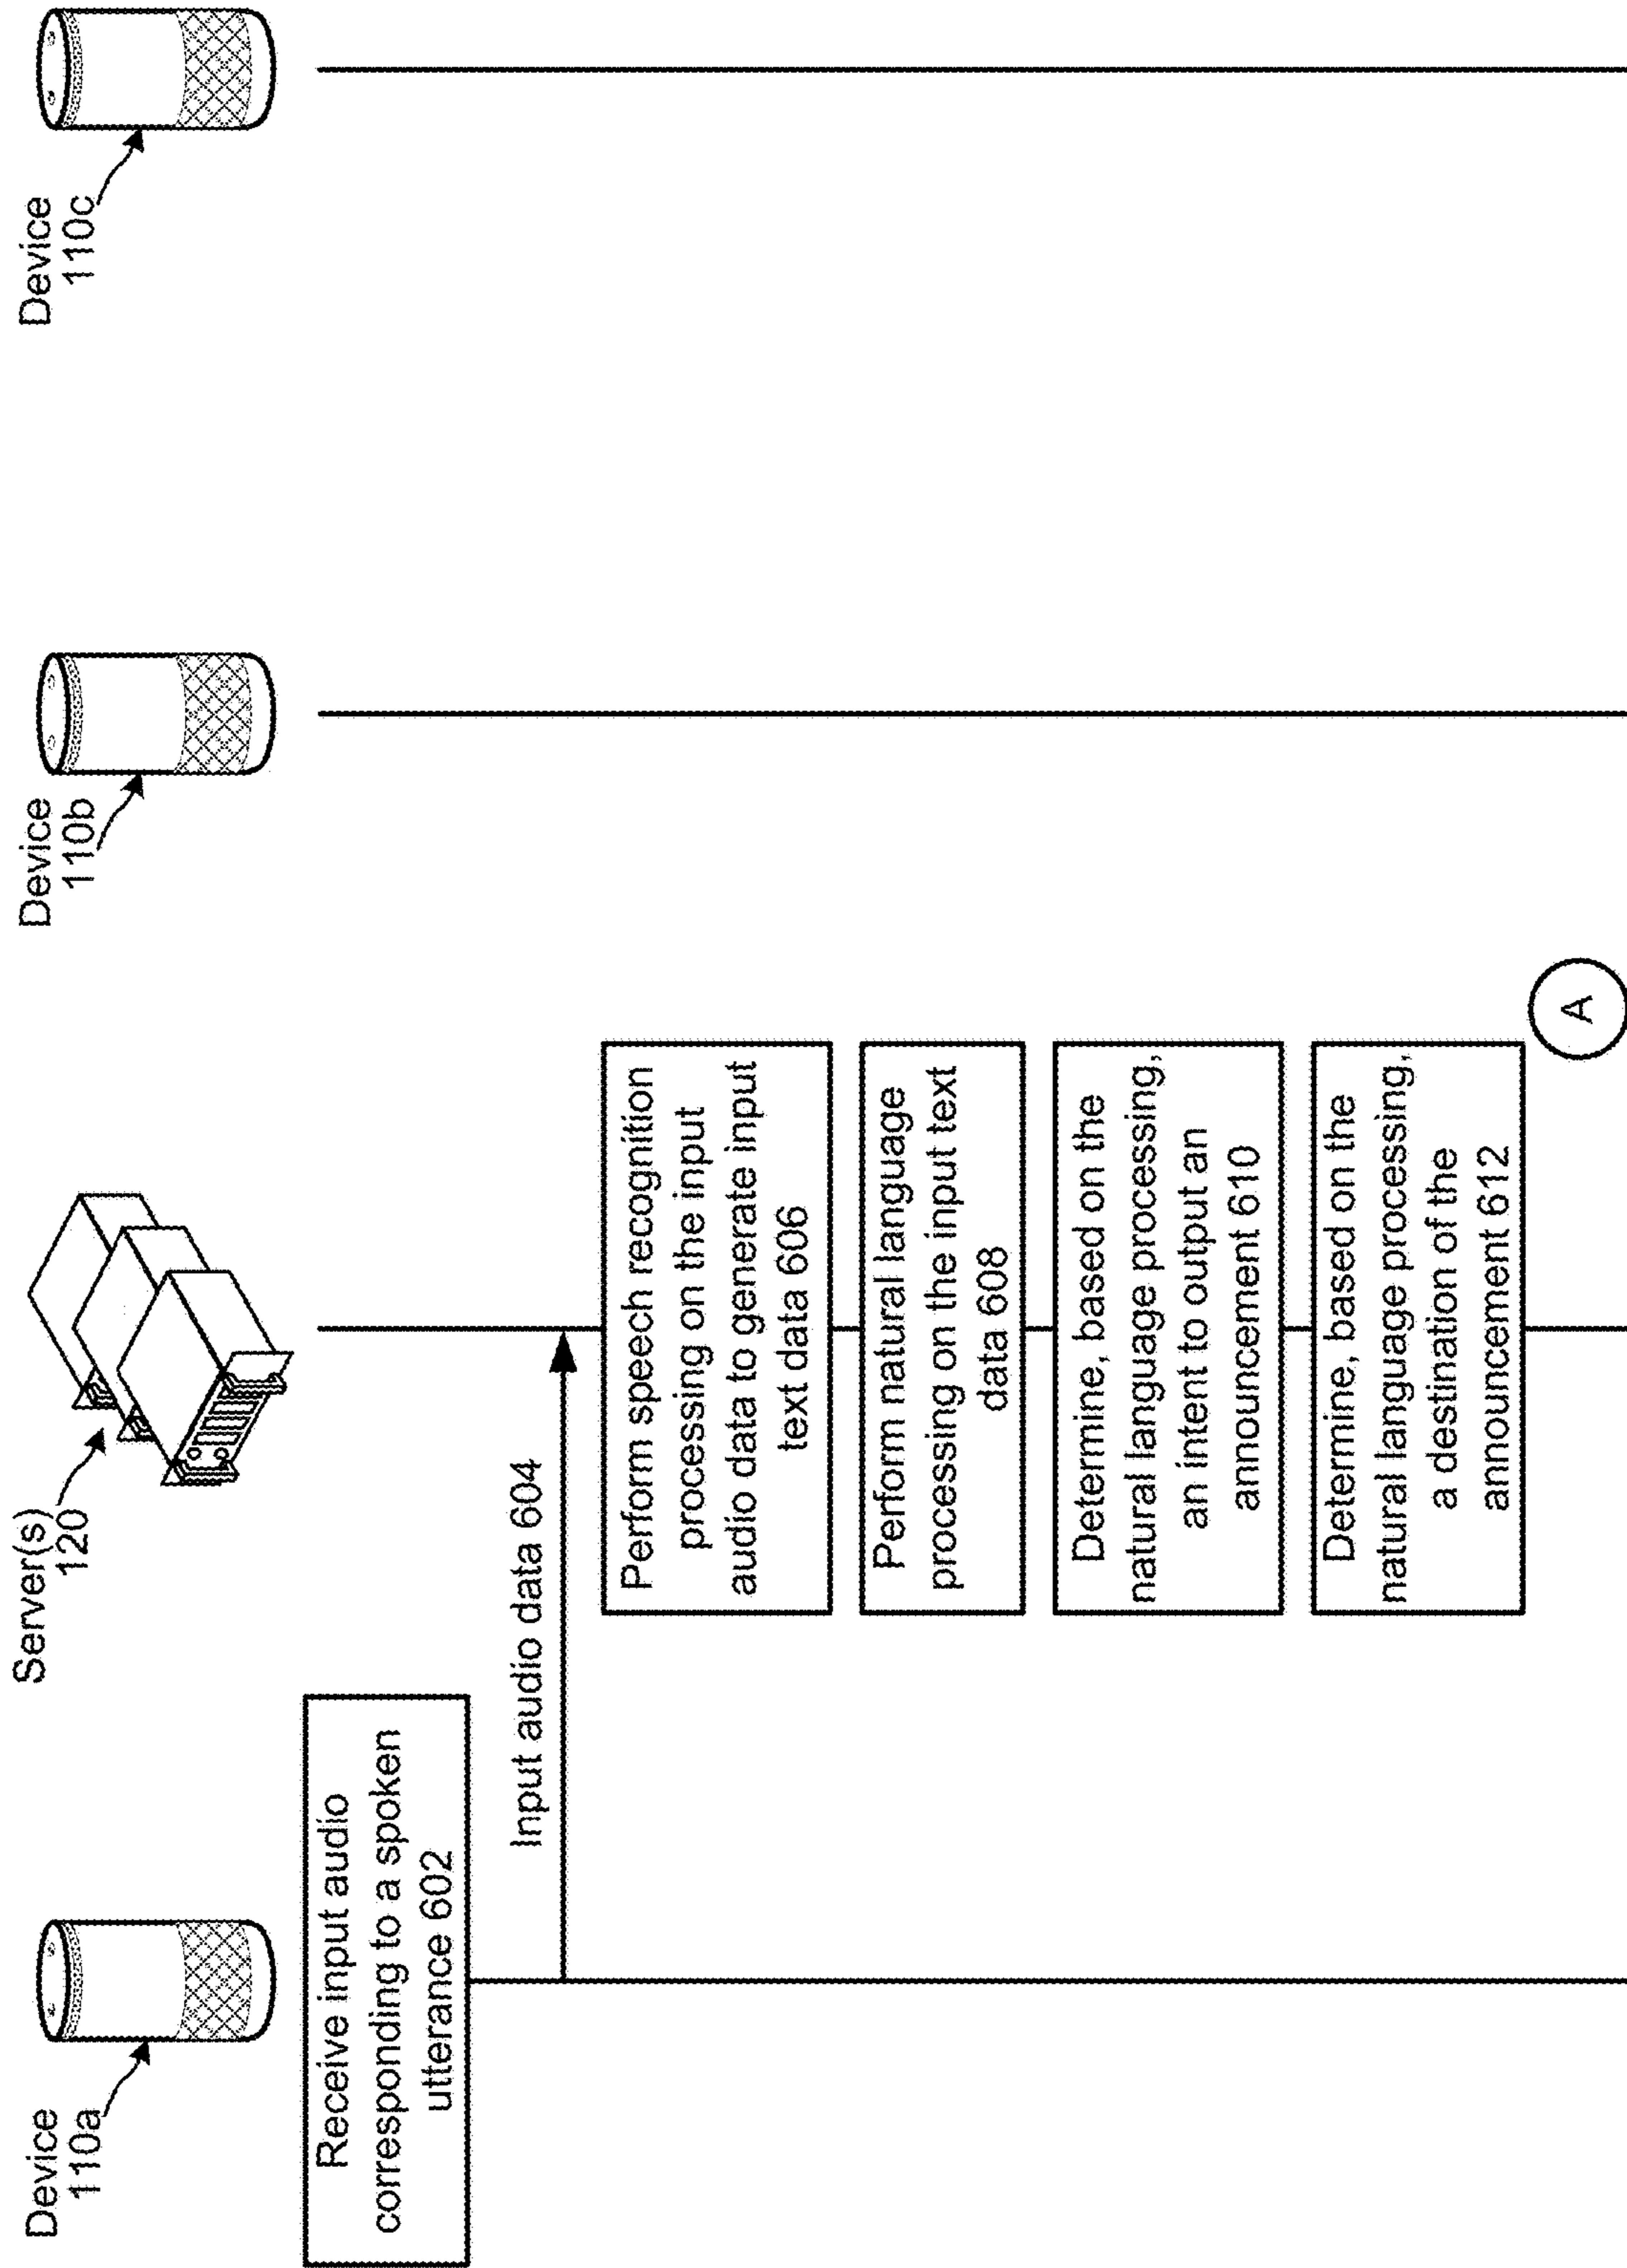 Device
110a
Server(s)
120
Device
110b
Device
110c
Receive input audio
corresponding to a spoken
utterance 602
Input audio data 604
Perform speech recognition
processing on the input
audio data to generate input
text data 606
Perform natural language
processing on the input text
data 608
Determine, based on the
natural language processing,
an intent to output an
announcement 610
Determine, based on the
natural language processing,
a destination of the
announcement 612
A